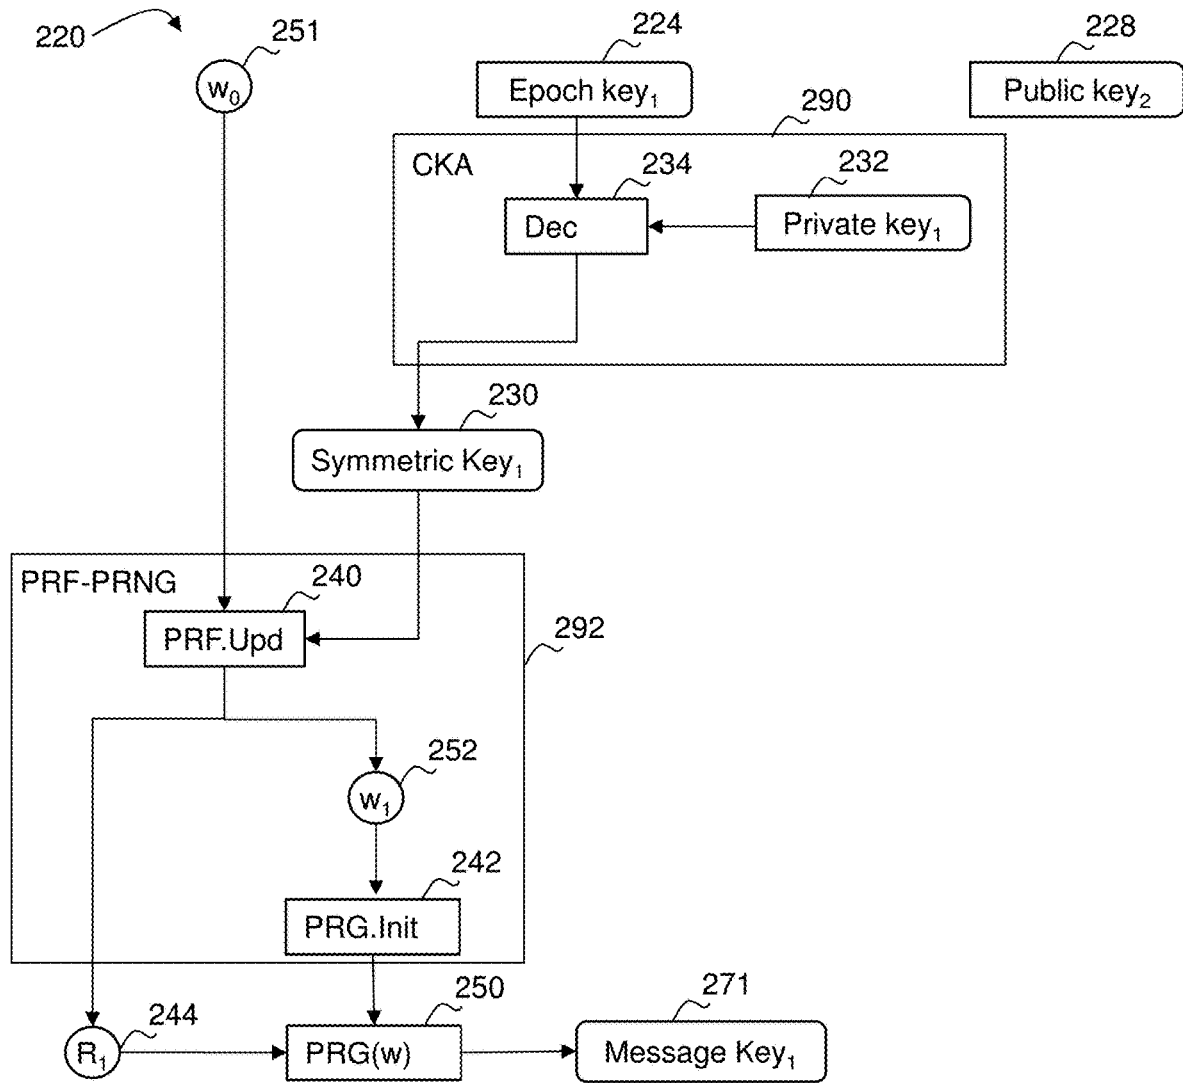 220
251
w₀
224
Epoch key₁
228
Public key₂
290
CKA
234
Dec
232
Private key₁
230
Symmetric Key₁
PRF-PRNG
240
PRF.Upd
292
252
w₁
242
PRG.Init
244
R₁
250
PRG(w)
271
Message Key₁